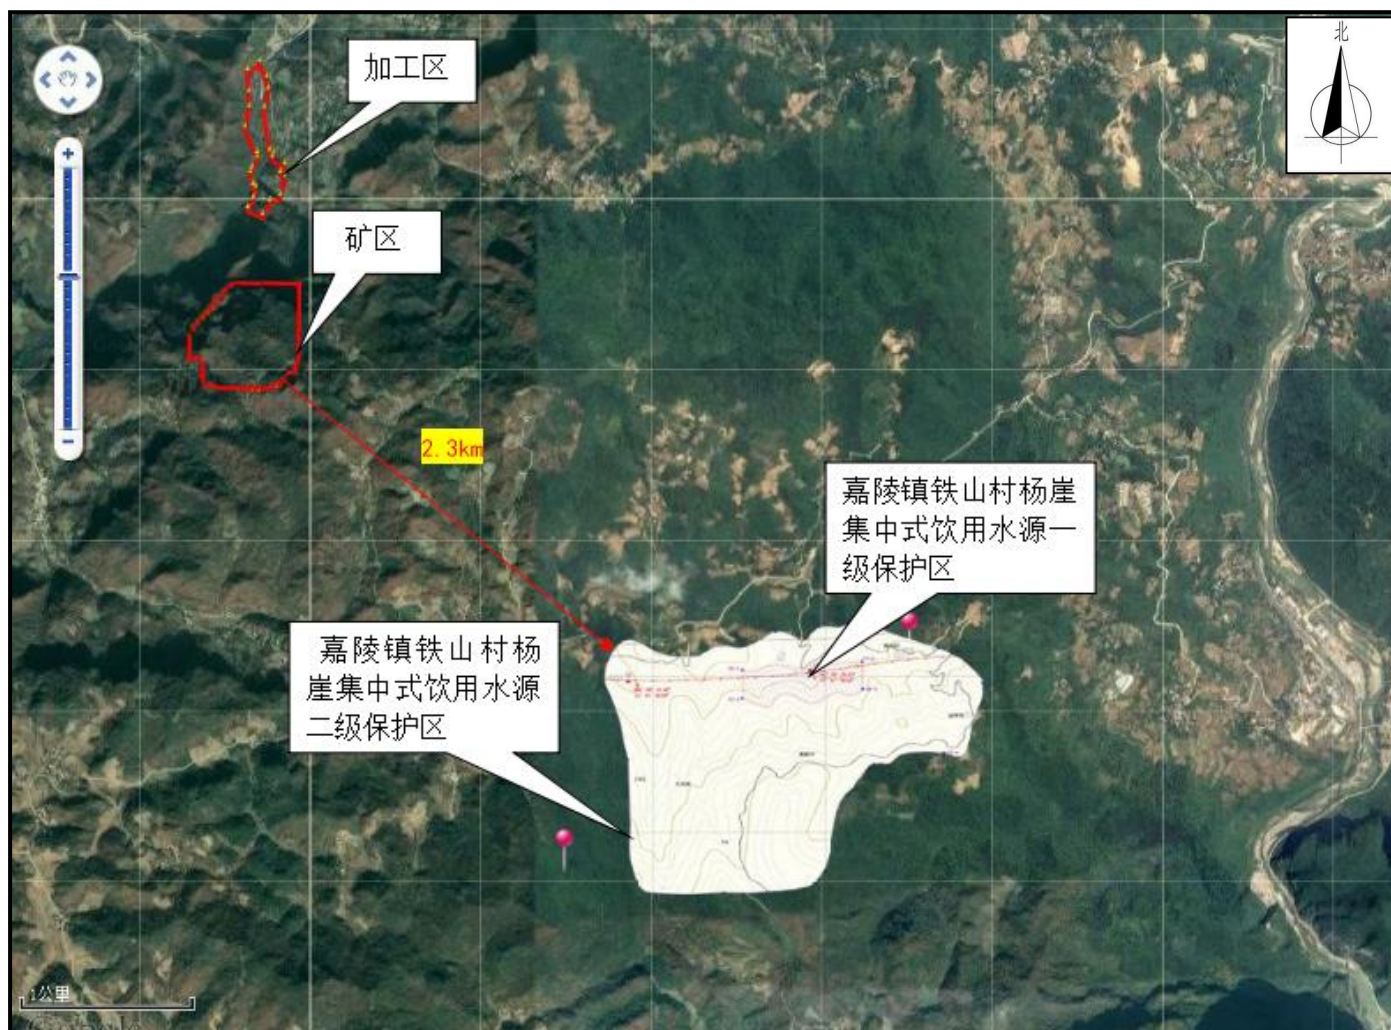 北
加工区
矿区
2.3km
嘉陵镇铁山村杨崖
集中式饮用水源一
级保护区
嘉陵镇铁山村杨
崖集中式饮用水源
二级保护区
1公里